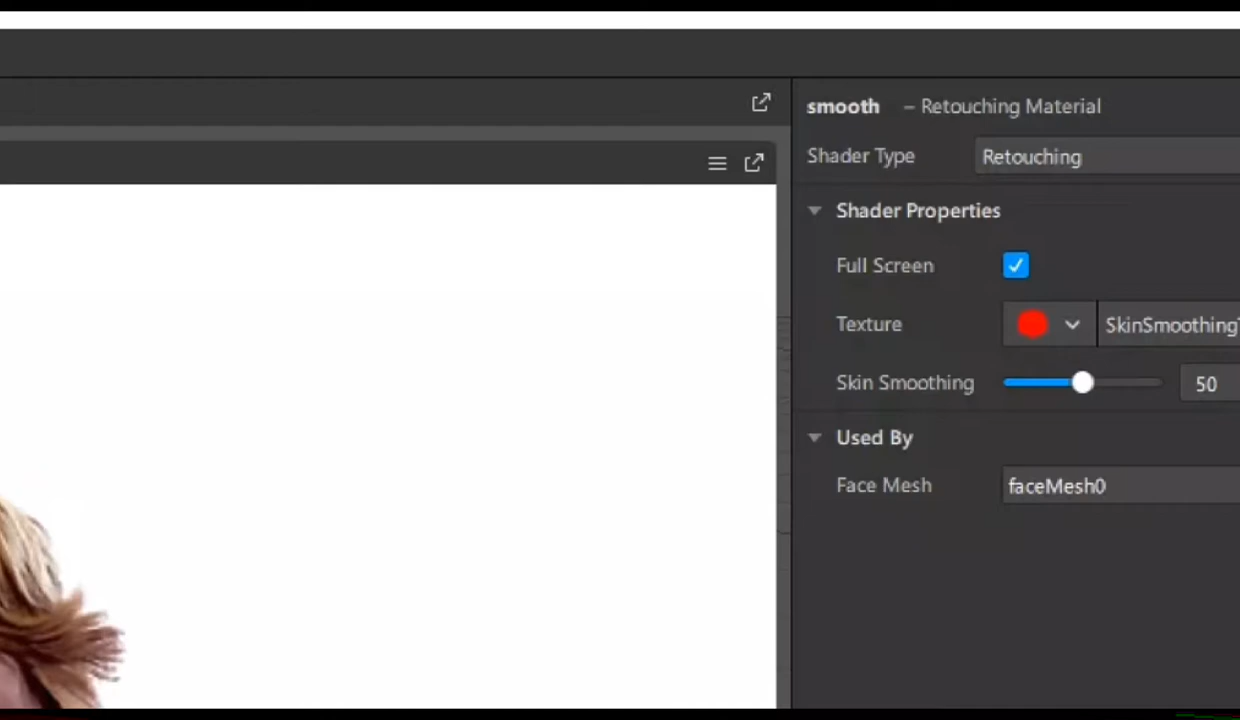 smooth – Retouching Material
Shader Type Retouching
Shader Properties
Full Screen
Texture SkinSmoothing
Skin Smoothing 50
Used By
Face Mesh faceMesh0